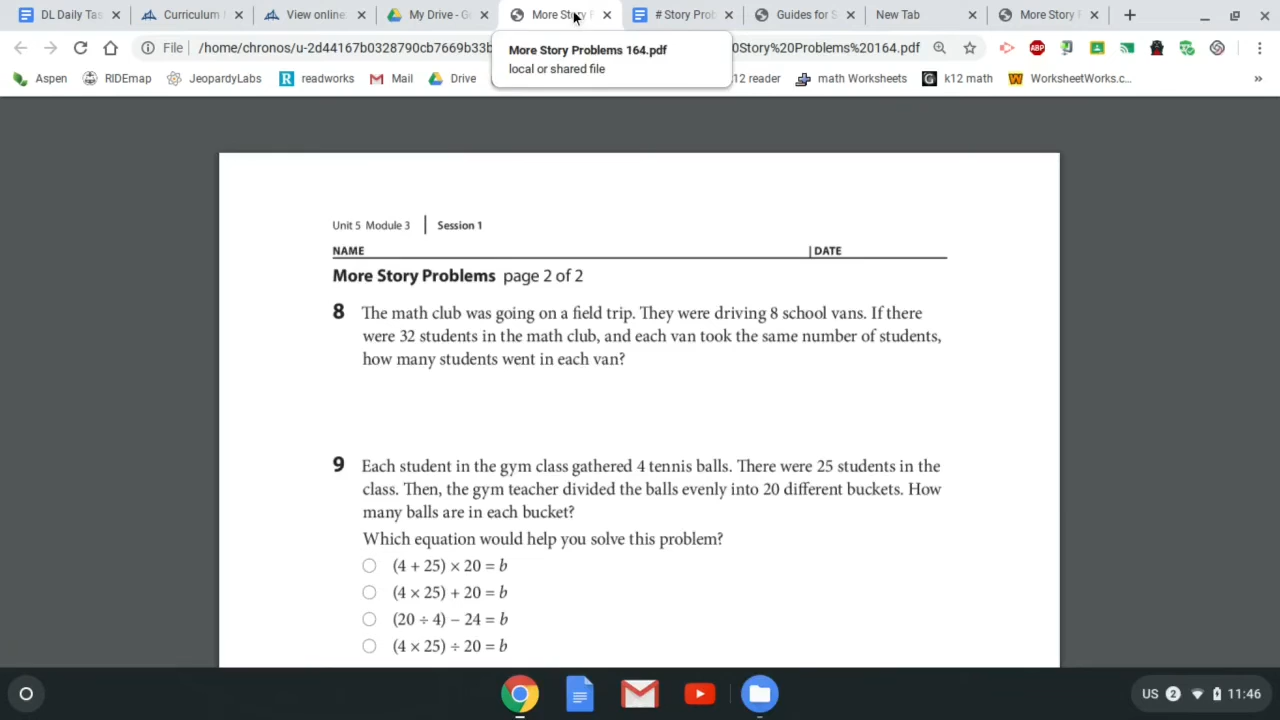 DL Daily Tas
Curriculum
View online
My Drive - G
More Story P
# Story Prob
Guides for S
New Tab
More Story P
File
/home/chronos/u-2d44167b0328790cb7669b33b
0Story%20Problems%20164.pdf
More Story Problems 164.pdf
local or shared file
Aspen
RIDEmap
JeopardyLabs
readworks
Mail
Drive
12 reader
math Worksheets
k12 math
WorksheetWorks.c...
»
Unit 5 Module 3 | Session 1
NAME | DATE
More Story Problems page 2 of 2
8 The math club was going on a field trip. They were driving 8 school vans. If there
were 32 students in the math club, and each van took the same number of students,
how many students went in each van?
9 Each student in the gym class gathered 4 tennis balls. There were 25 students in the
class. Then, the gym teacher divided the balls evenly into 20 different buckets. How
many balls are in each bucket?
Which equation would help you solve this problem?
(4 + 25) × 20 = b
(4 × 25) + 20 = b
(20 ÷ 4) − 24 = b
(4 × 25) ÷ 20 = b
US 2 11:46